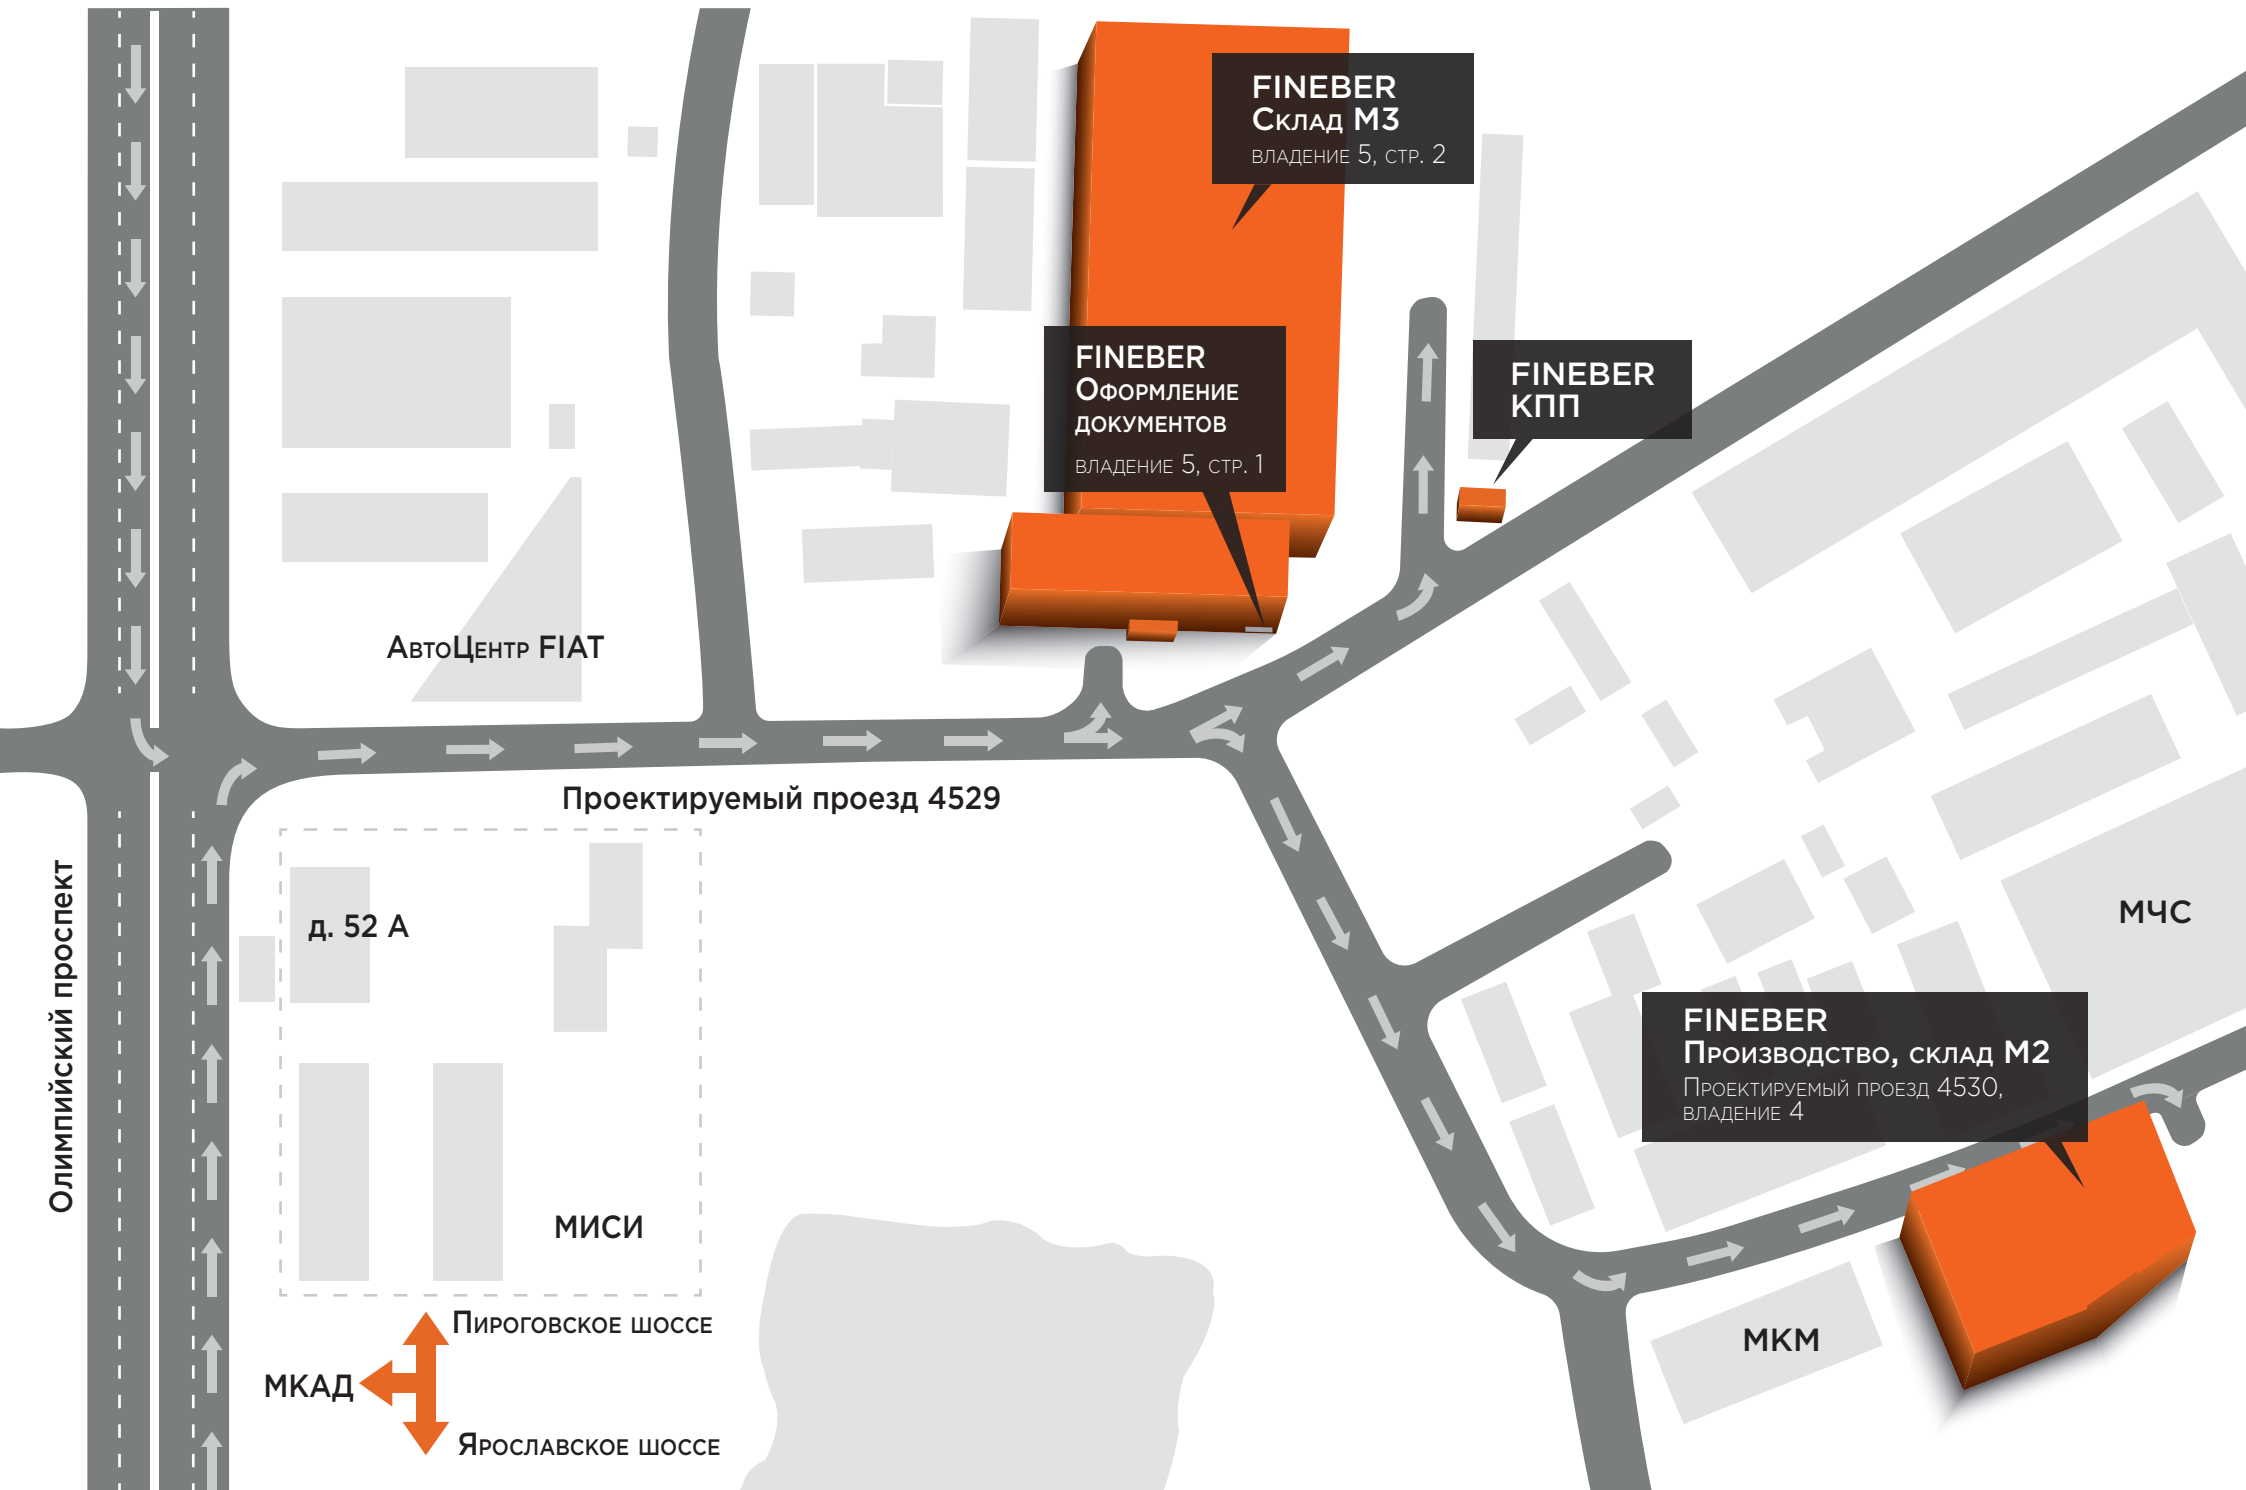 FINEBER
Склад М3
владение 5, стр. 2
FINEBER
Оформление
документов
владение 5, стр. 1
FINEBER
КПП
АвтоЦентр FIAT
Проектируемый проезд 4529
Олимпийский проспект
д. 52 А
МЧС
FINEBER
Производство, склад М2
Проектируемый проезд 4530,
владение 4
МИСИ
Пироговское шоссе
МКАД
Ярославское шоссе
МКМ